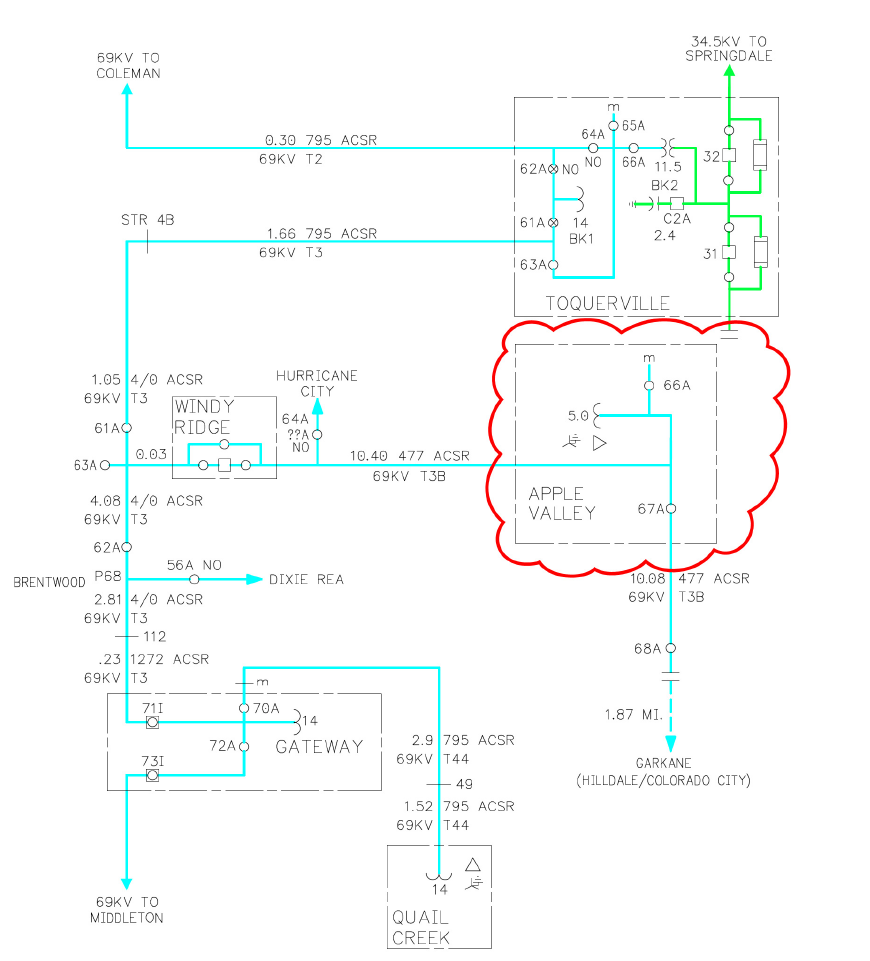 69KV TO
COLEMAN
34.5KV TO
SPRINGDALE
0.30 795 ACSR
69KV T2
m
65A
64A
NO
66A
11.5
BK2
32
62A NO
14
BK1
61A
C2A
2.4
31
63A
TOQUERVILLE
STR 4B
1.66 795 ACSR
69KV T3
1.05 4/0 ACSR
69KV T3
61A
WINDY
RIDGE
HURRICANE
CITY
64A
??A
NO
63A
0.03
10.40 477 ACSR
69KV T3B
m
66A
5.0
APPLE
VALLEY
67A
4.08 4/0 ACSR
69KV T3
62A
BRENTWOOD P68
56A NO
DIXIE REA
2.81 4/0 ACSR
69KV T3
112
.23 1272 ACSR
69KV T3
10.08 477 ACSR
69KV T3B
68A
1.87 MI.
GARKANE
(HILLDALE/COLORADO CITY)
m
71I
70A
14
72A
GATEWAY
73I
2.9 795 ACSR
69KV T44
49
1.52 795 ACSR
69KV T44
14
QUAIL
CREEK
69KV TO
MIDDLETON